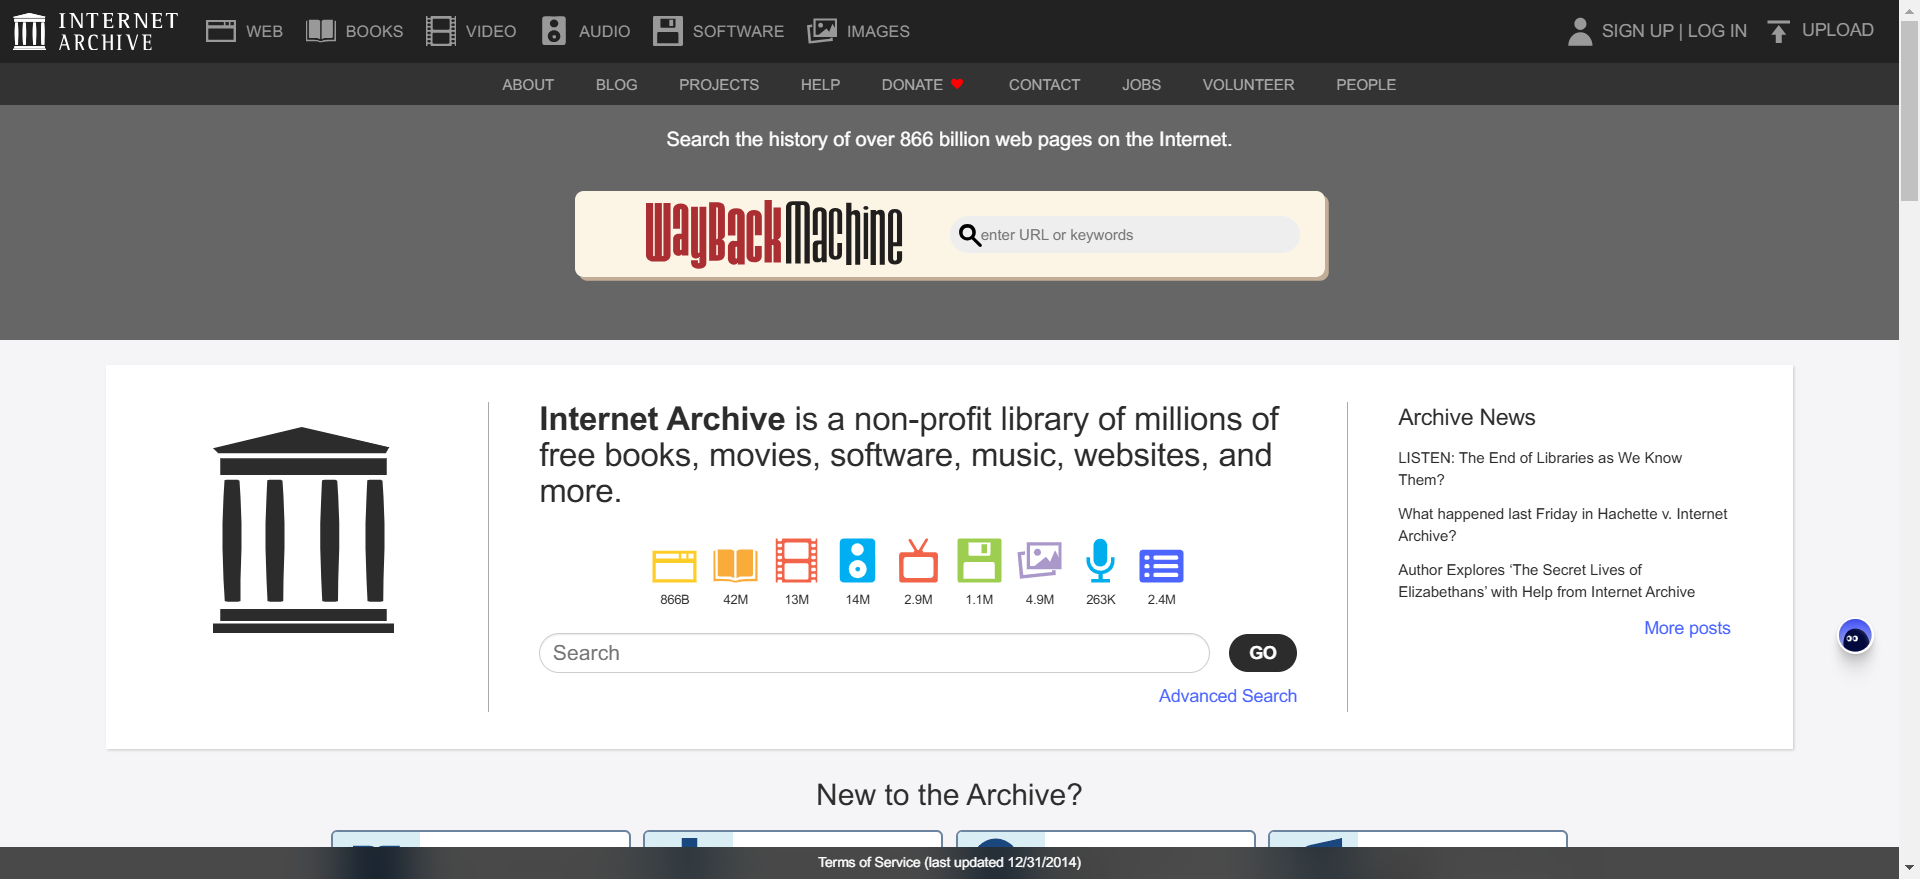 INTERNET
ARCHIVE
WEB
BOOKS
VIDEO
AUDIO
SOFTWARE
IMAGES
SIGN UP | LOG IN
UPLOAD
ABOUT
BLOG
PROJECTS
HELP
DONATE
CONTACT
JOBS
VOLUNTEER
PEOPLE
Search the history of over 866 billion web pages on the Internet.
WayBackMachine
enter URL or keywords
Internet Archive is a non-profit library of millions of
free books, movies, software, music, websites, and
more.
866B
42M
13M
14M
2.9M
1.1M
4.9M
263K
2.4M
Search
GO
Advanced Search
Archive News
LISTEN: The End of Libraries as We Know
Them?
What happened last Friday in Hachette v. Internet
Archive?
Author Explores ‘The Secret Lives of
Elizabethans’ with Help from Internet Archive
More posts
New to the Archive?
Terms of Service (last updated 12/31/2014)